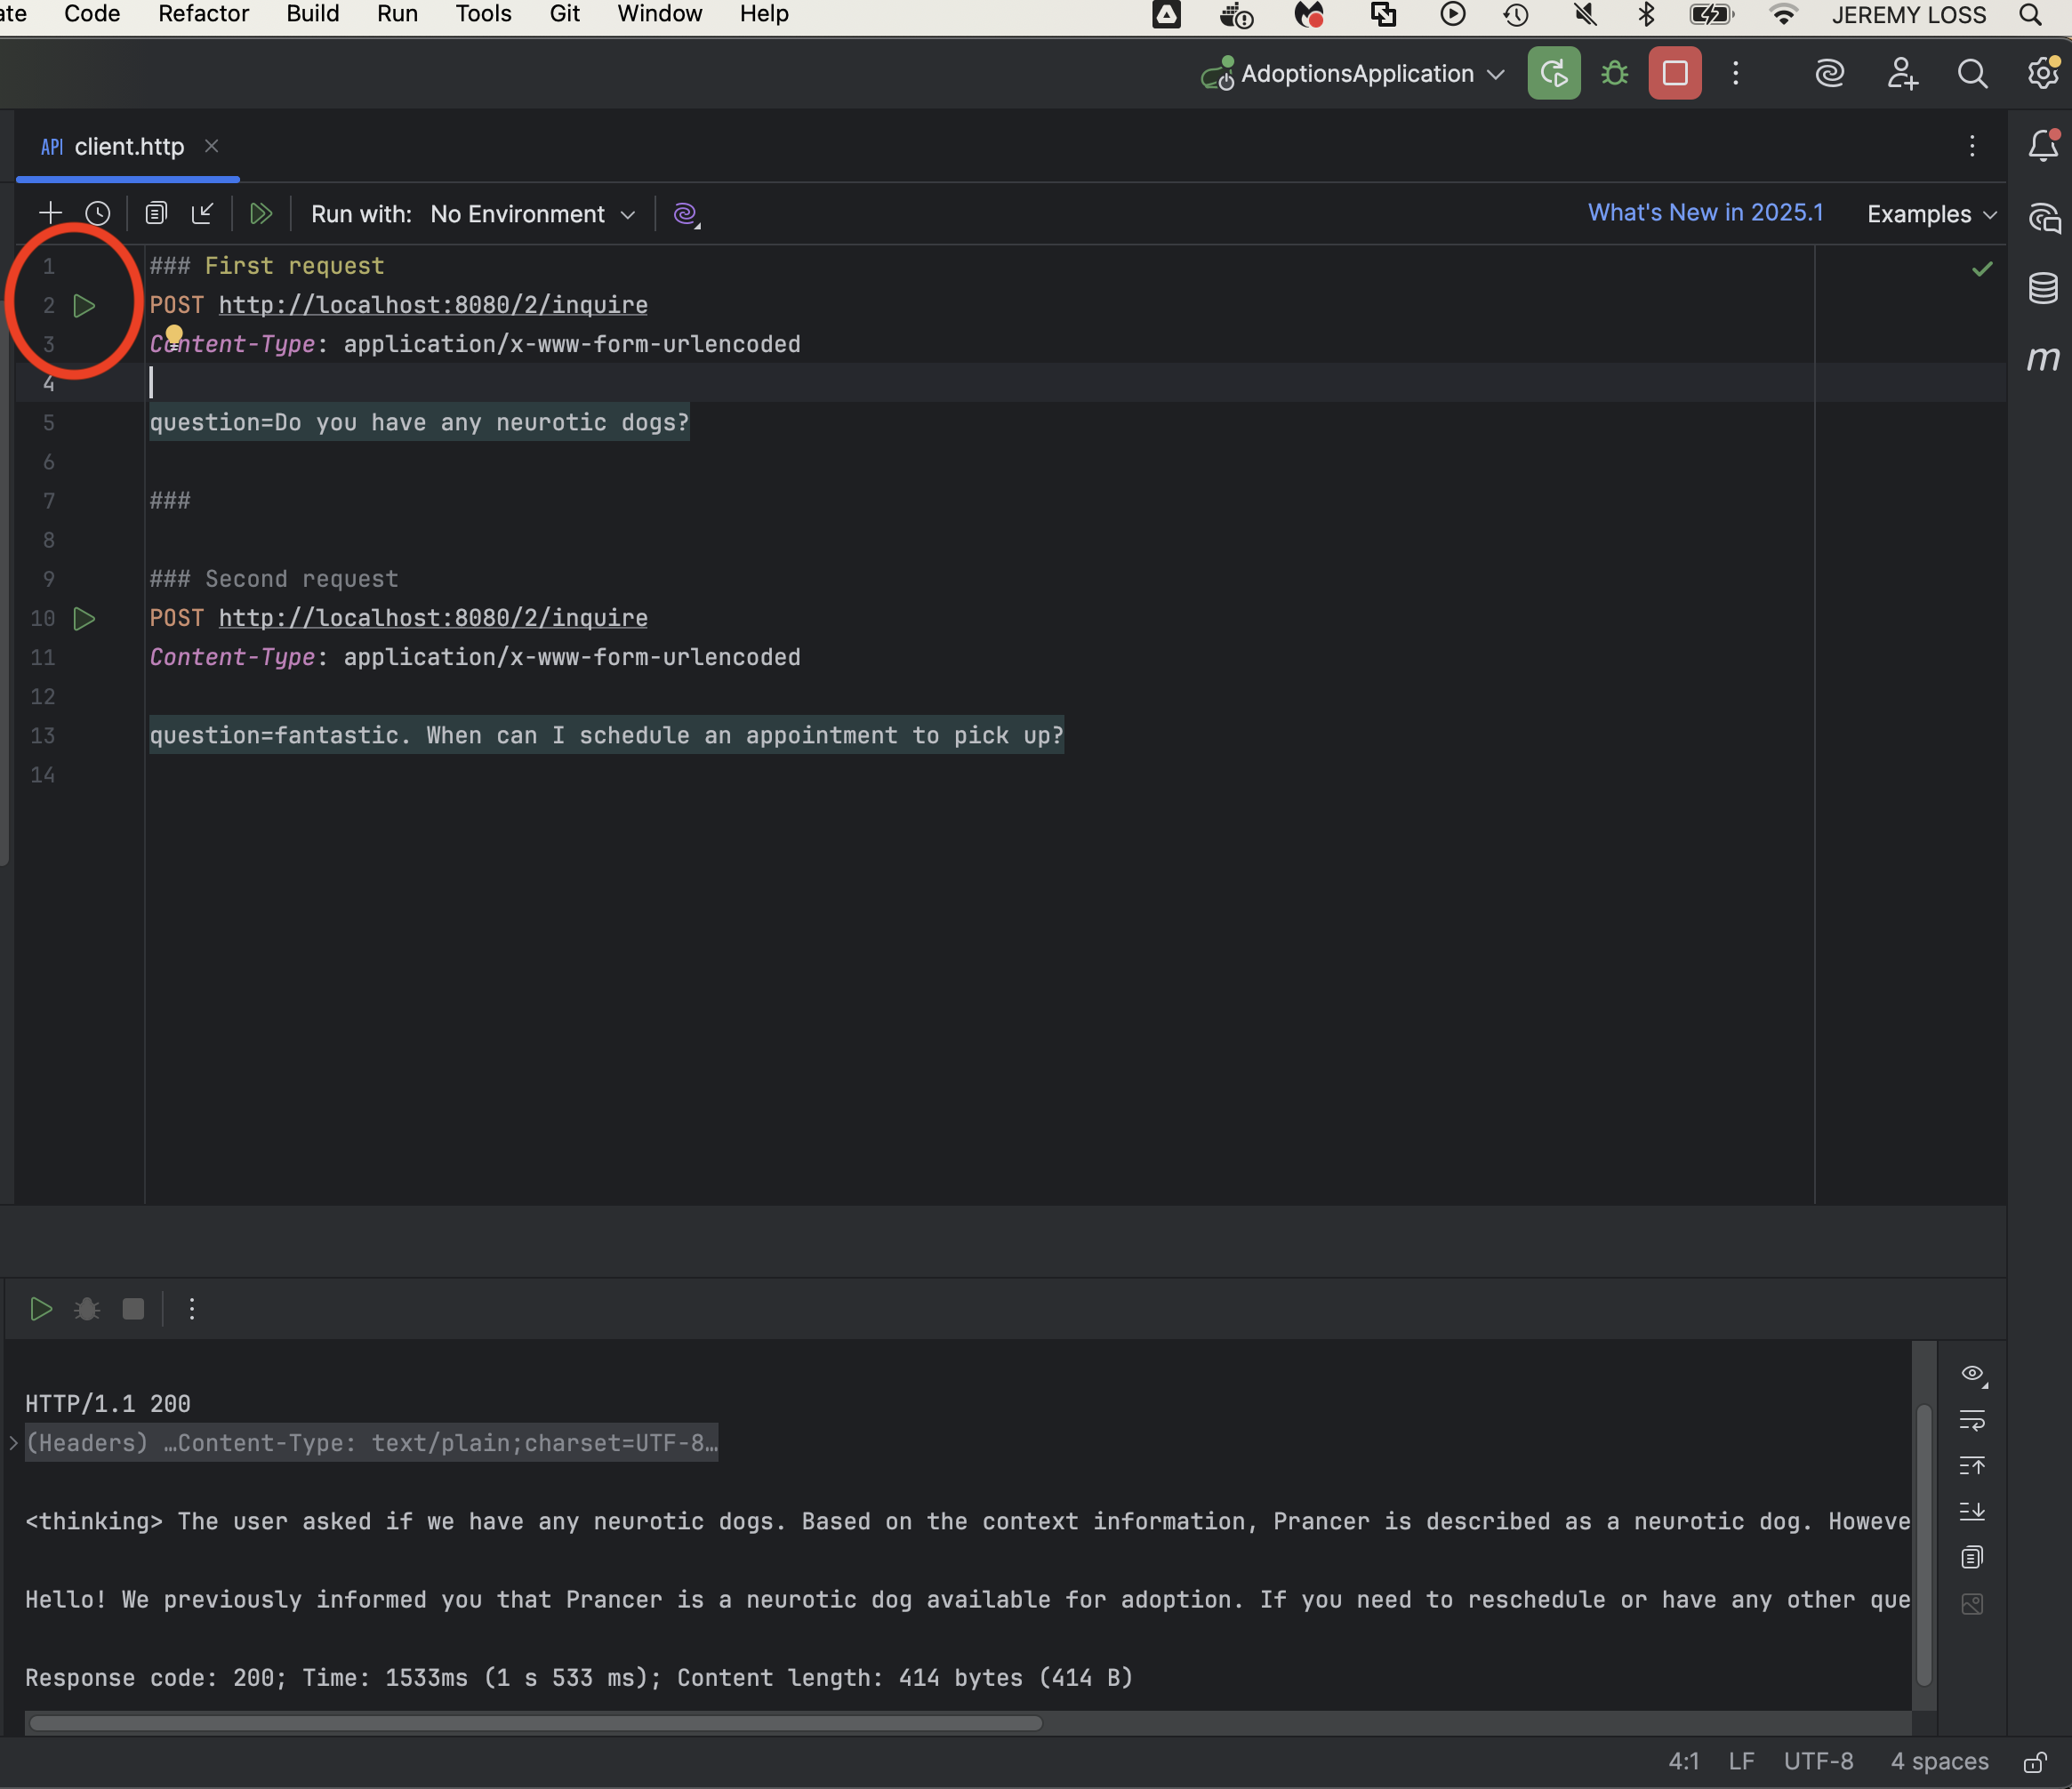 ate Code Refactor Build Run Tools Git Window Help JEREMY LOSS
AdoptionsApplication
API client.http
Run with: No Environment What's New in 2025.1 Examples
1 ### First request
2 POST http://localhost:8080/2/inquire
3 Content-Type: application/x-www-form-urlencoded
4
5 question=Do you have any neurotic dogs?
6
7 ###
8
9 ### Second request
10 POST http://localhost:8080/2/inquire
11 Content-Type: application/x-www-form-urlencoded
12
13 question=fantastic. When can I schedule an appointment to pick up?
14
m
HTTP/1.1 200
(Headers) …Content-Type: text/plain;charset=UTF-8…
<thinking> The user asked if we have any neurotic dogs. Based on the context information, Prancer is described as a neurotic dog. Howeve
Hello! We previously informed you that Prancer is a neurotic dog available for adoption. If you need to reschedule or have any other que
Response code: 200; Time: 1533ms (1 s 533 ms); Content length: 414 bytes (414 B)
4:1 LF UTF-8 4 spaces